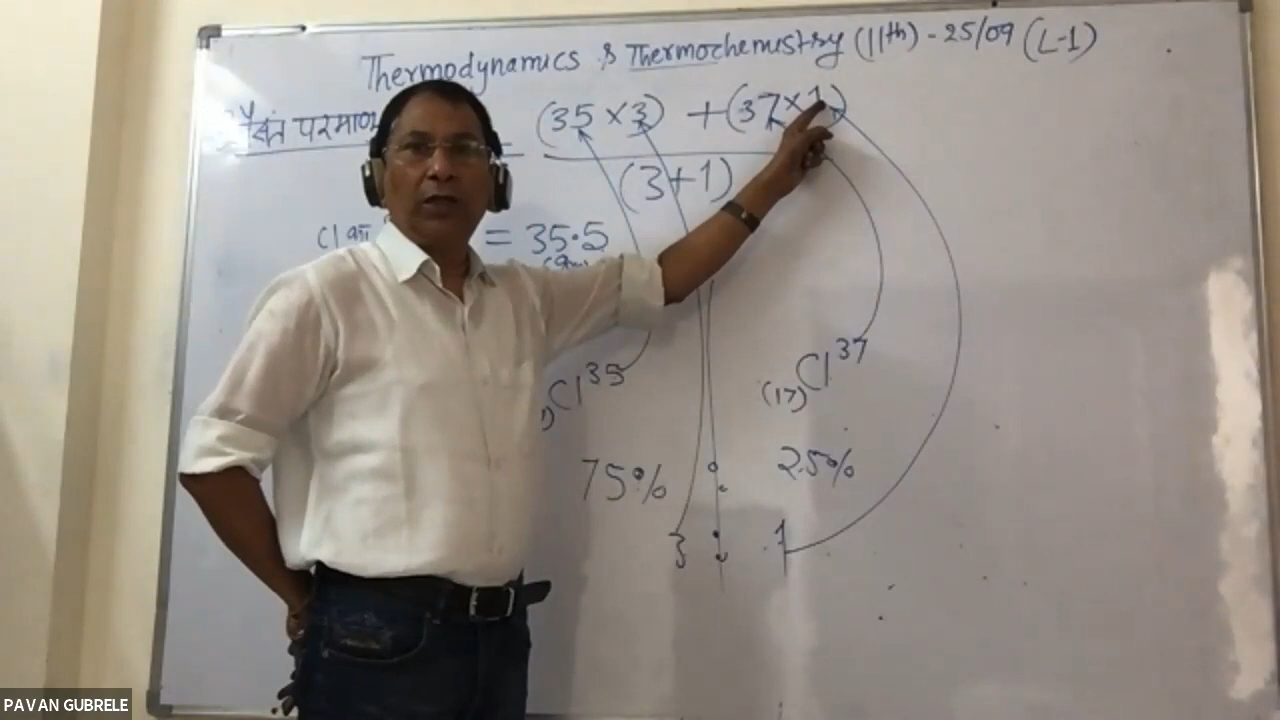 Thermodynamics & Thermochemistry (11th) - 25/09 (L-1)
परमाणु (35 × 3) + (37 × 1)
(3+1)
Cl का = 35.5
Cl 35 (17) Cl 37
75% : 25%
3 : 1
PAVAN GUBRELE